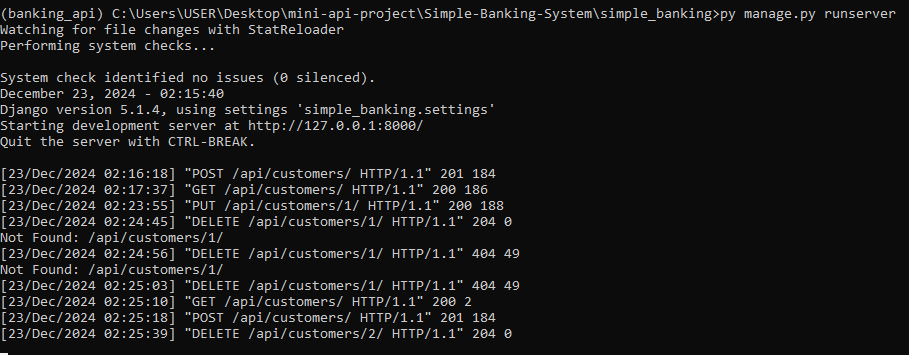 (banking_api) C:\Users\USER\Desktop\mini-api-project\Simple-Banking-System\simple_banking>py manage.py runserver
Watching for file changes with StatReloader
Performing system checks...
System check identified no issues (0 silenced).
December 23, 2024 - 02:15:40
Django version 5.1.4, using settings 'simple_banking.settings'
Starting development server at http://127.0.0.1:8000/
Quit the server with CTRL-BREAK.
[23/Dec/2024 02:16:18] "POST /api/customers/ HTTP/1.1" 201 184
[23/Dec/2024 02:17:37] "GET /api/customers/ HTTP/1.1" 200 186
[23/Dec/2024 02:23:55] "PUT /api/customers/1/ HTTP/1.1" 200 188
[23/Dec/2024 02:24:45] "DELETE /api/customers/1/ HTTP/1.1" 204 0
Not Found: /api/customers/1/
[23/Dec/2024 02:24:56] "DELETE /api/customers/1/ HTTP/1.1" 404 49
Not Found: /api/customers/1/
[23/Dec/2024 02:25:03] "DELETE /api/customers/1/ HTTP/1.1" 404 49
[23/Dec/2024 02:25:10] "GET /api/customers/ HTTP/1.1" 200 2
[23/Dec/2024 02:25:18] "POST /api/customers/ HTTP/1.1" 201 184
[23/Dec/2024 02:25:39] "DELETE /api/customers/2/ HTTP/1.1" 204 0